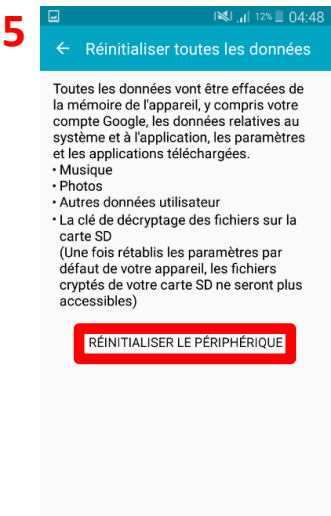 5
12% 04:48
Réinitialiser toutes les données
Toutes les données vont être effacées de
la mémoire de l'appareil, y compris votre
compte Google, les données relatives au
système et à l'application, les paramètres
et les applications téléchargées.
• Musique
• Photos
• Autres données utilisateur
• La clé de décryptage des fichiers sur la
carte SD
(Une fois rétablis les paramètres par
défaut de votre appareil, les fichiers
cryptés de votre carte SD ne seront plus
accessibles)
RÉINITIALISER LE PÉRIPHÉRIQUE